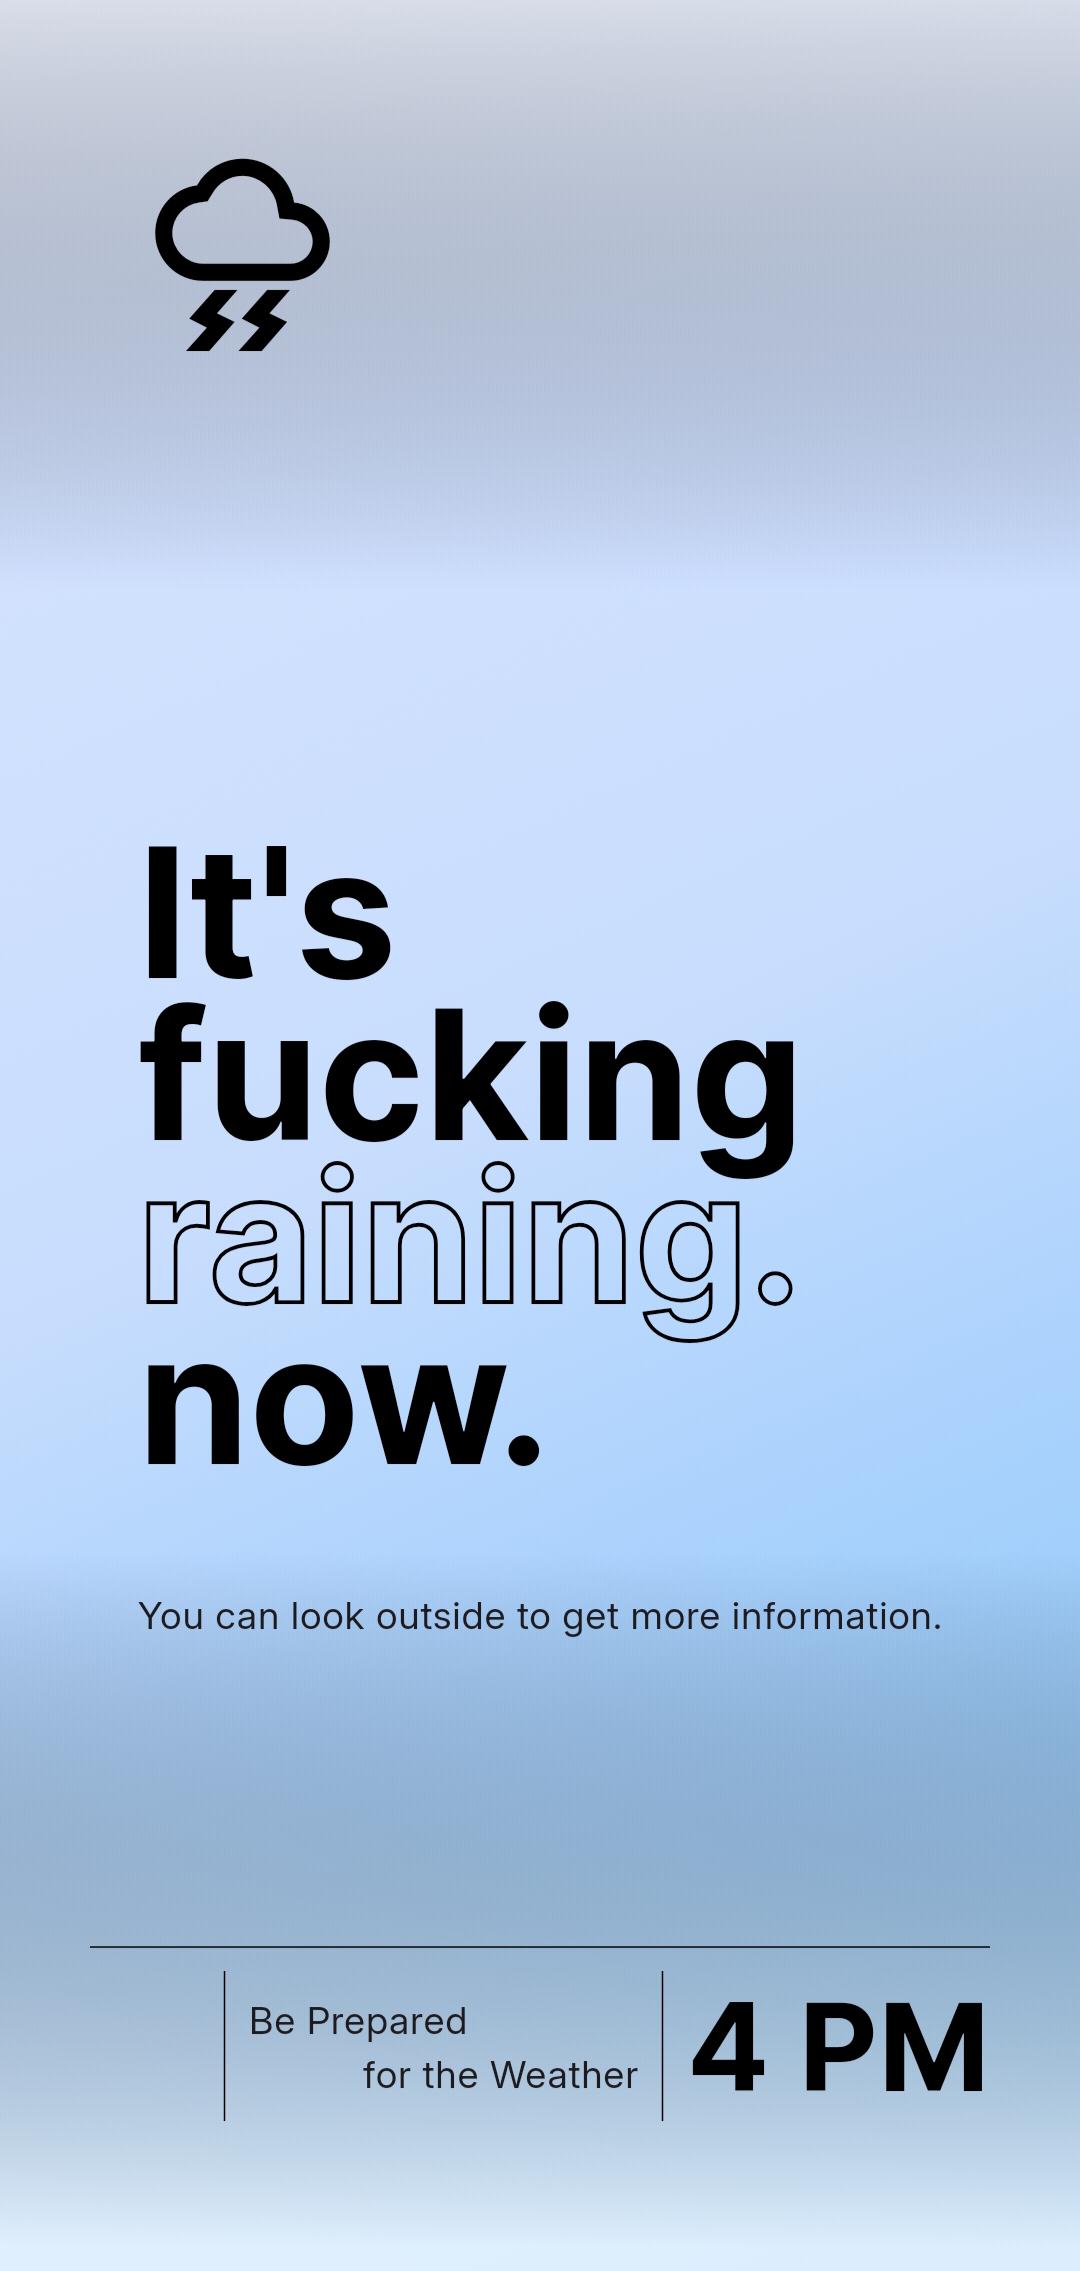 It's
fucking
raining.
now.
You can look outside to get more information.
Be Prepared
for the Weather
4 PM